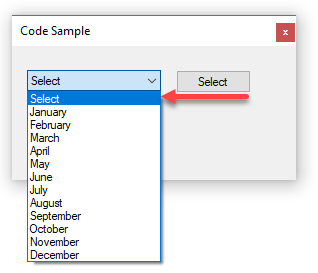 Code Sample
x
Select
Select
Select
January
February
March
April
May
June
July
August
September
October
November
December